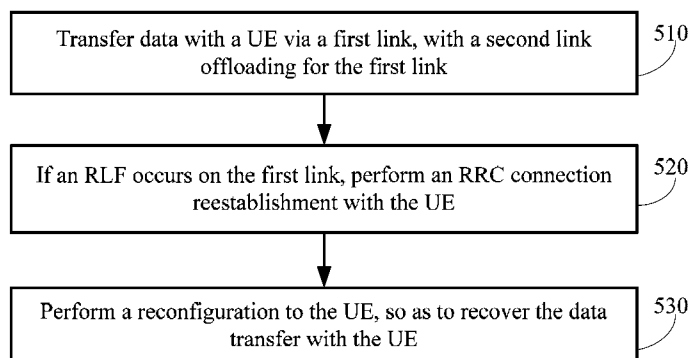 Transfer data with a UE via a first link, with a second link
offloading for the first link
510
If an RLF occurs on the first link, perform an RRC connection
reestablishment with the UE
520
Perform a reconfiguration to the UE, so as to recover the data
transfer with the UE
530